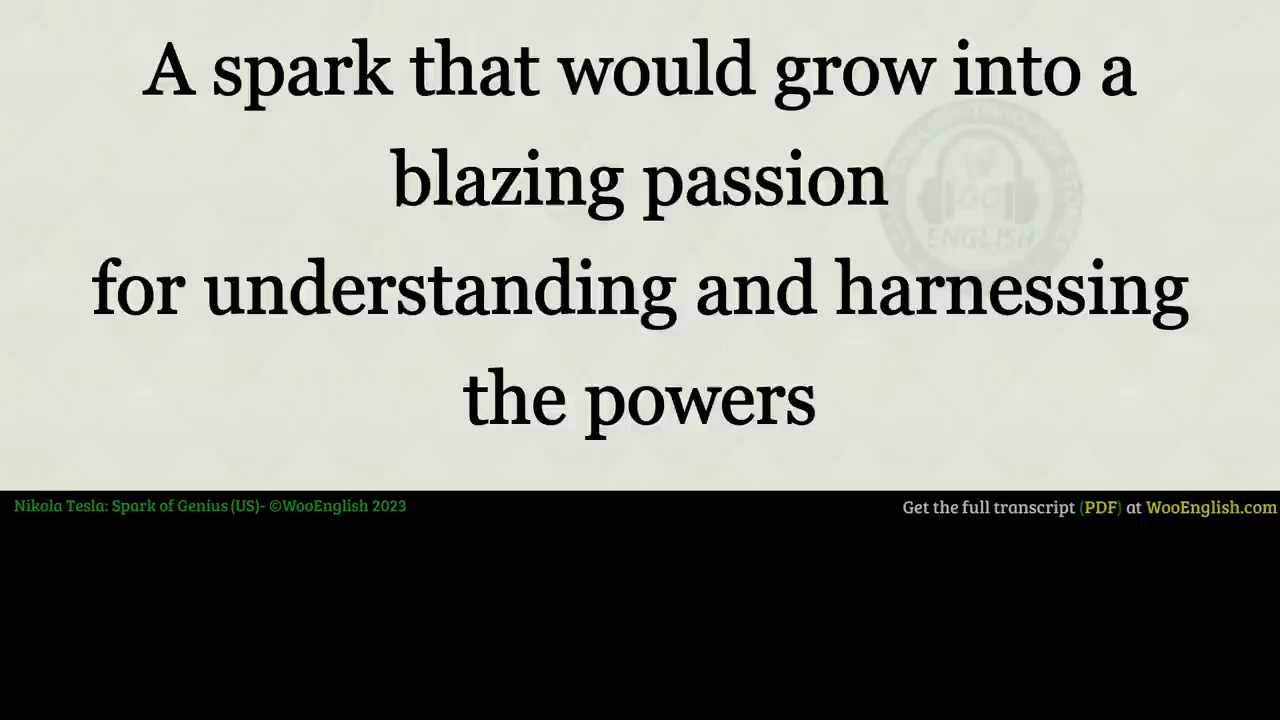 A spark that would grow into a
blazing passion
for understanding and harnessing
the powers
ENGLISH
Nikola Tesla: Spark of Genius (US)- ©WooEnglish 2023
Get the full transcript (PDF) at WooEnglish.com